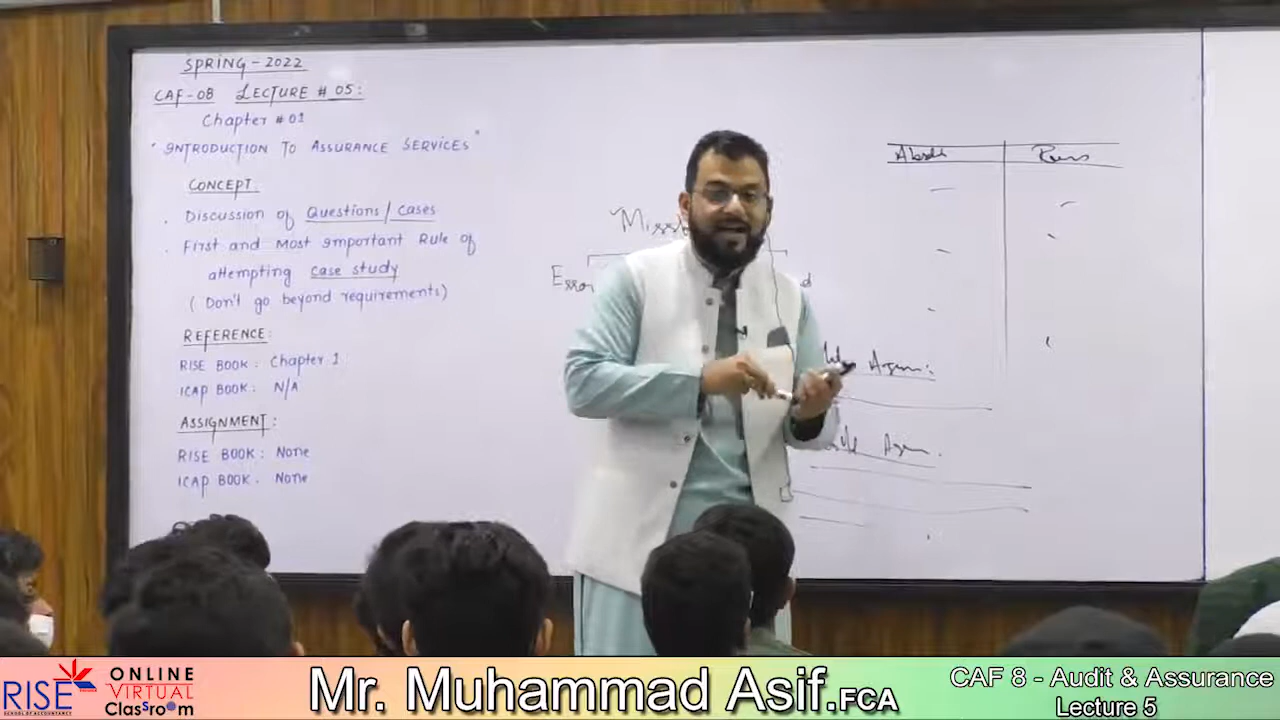 SPRING - 2022
CAF-08 LECTURE # 05:
Chapter # 01
"INTRODUCTION TO ASSURANCE SERVICES"
CONCEPT.
. Discussion of Questions / Cases
. First and Most Important Rule of
attempting Case study
( Don't go beyond requirements)
REFERENCE:
RISE BOOK: Chapter 1
ICAP BOOK: N/A
ASSIGNMENT:
RISE BOOK: None
ICAP BOOK. None
RISE
SCHOOL OF ACCOUNTANCY
ONLINE
VIRTUAL
Classroom
Mr. Muhammad Asif.FCA
CAF 8 - Audit & Assurance
Lecture 5